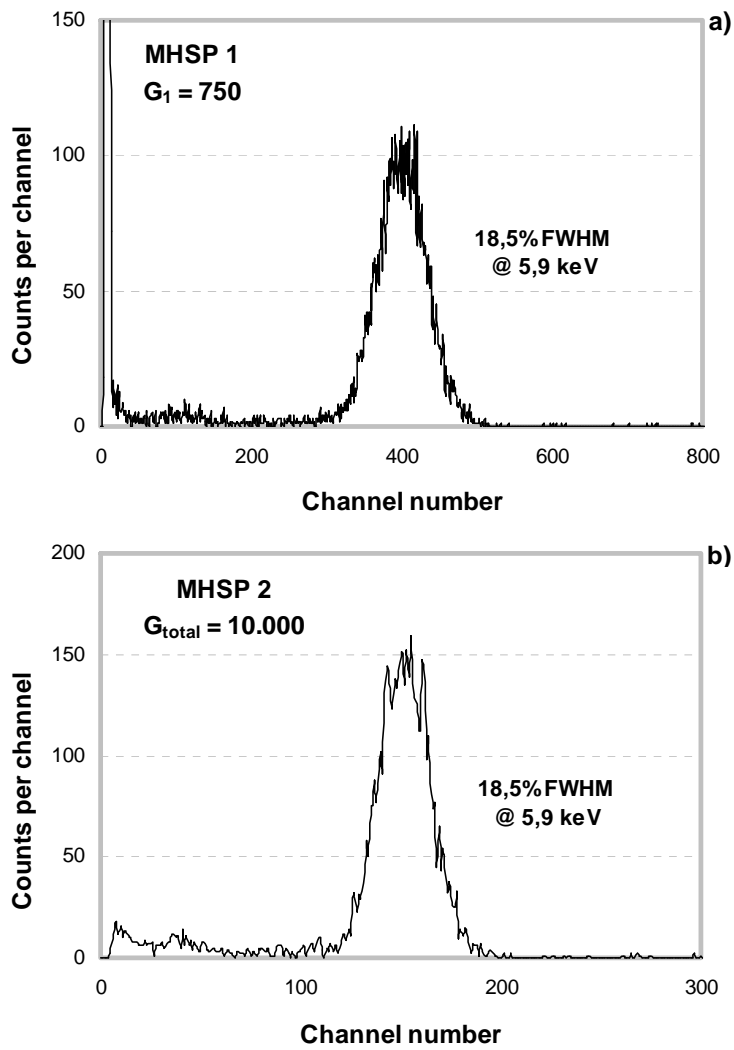 a)
150
MHSP 1
G₁ = 750
100
18,5% FWHM
@ 5,9 keV
50
0
0 200 400 600 800
Counts per channel
Channel number
b)
200
MHSP 2
G_total = 10.000
150
100
18,5% FWHM
@ 5,9 keV
50
0
0 100 200 300
Counts per channel
Channel number